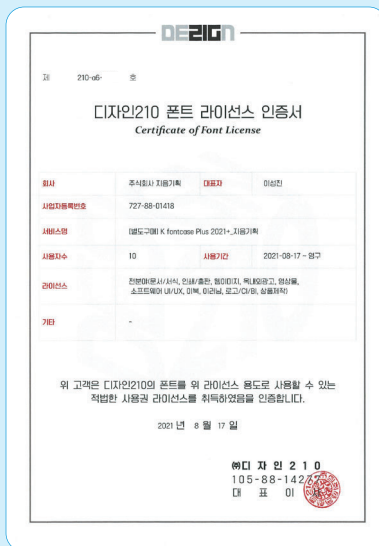 DEZIGN
제 210-a6- 호
디자인210 폰트 라이선스 인증서
Certificate of Font License
회사 주식회사 지음기획 대표자 이성진
사업자등록번호 727-88-01418
서비스명 [별도구매] K fontcase Plus 2021+_지음기획
사용자수 10 사용기간 2021-08-17 ~ 영구
라이선스 전분야(문서/서식, 인쇄/출판, 웹이미지, 옥내외광고, 영상물,
소프트웨어 UI/UX, 이북, 이러닝, 로고/CI/BI, 상품제작)
기타 -
위 고객은 디자인210의 폰트를 위 라이선스 용도로 사용할 수 있는
적법한 사용권 라이선스를 취득하였음을 인증합니다.
2021 년 8 월 17 일
㈜디 자 인 2 1 0
105-88-14277
대 표 이